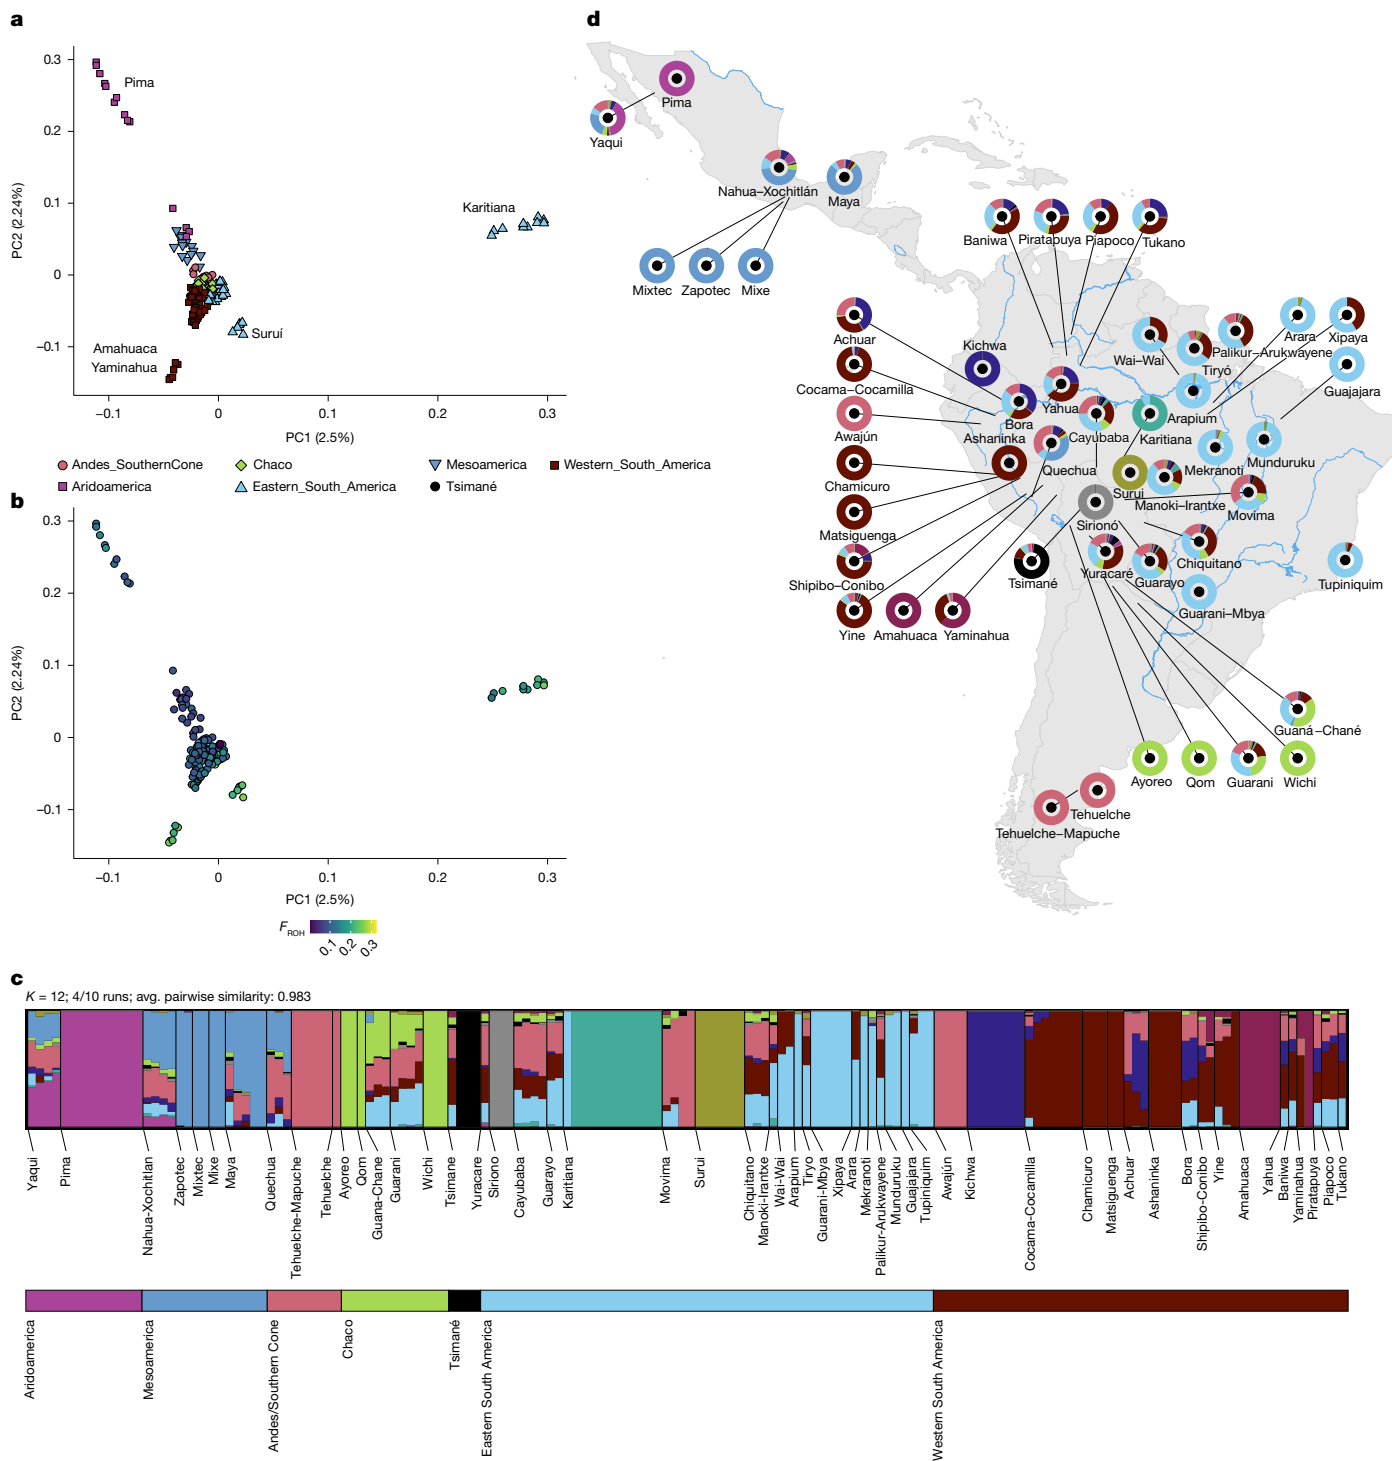 a
0.3
0.2
0.1
0
−0.1
PC2 (2.24%)
Pima
Karitiana
Suruí
Amahuaca
Yaminahua
−0.1
0
0.1
0.2
0.3
PC1 (2.5%)
Andes_SouthernCone
Chaco
Mesoamerica
Western_South_America
Aridoamerica
Eastern_South_America
Tsimané
b
0.3
0.2
0.1
0
−0.1
PC2 (2.24%)
−0.1
0
0.1
0.2
0.3
PC1 (2.5%)
FROH
0.1
0.2
0.3
d
Pima
Yaqui
Nahua−Xochitlán
Maya
Mixtec
Zapotec
Mixe
Baniwa
Piratapuya
Piapoco
Tukano
Achuar
Kichwa
Wai−Wai
Tiryó
Palikur−Arukwayene
Arara
Xipaya
Cocama−Cocamilla
Guajajara
Yahua
Bora
Cayubaba
Karitiana
Arapium
Awajún
Ashaninka
Quechua
Mekranoti
Munduruku
Chamicuro
Surui
Manoki−Irantxe
Movima
Matsiguenga
Sirionó
Shipibo−Conibo
Tsimané
Yuracaré
Guarayo
Chiquitano
Tupiniquim
Guarani−Mbya
Yine
Amahuaca
Yaminahua
Guaná−Chané
Ayoreo
Qom
Guarani
Wichi
Tehuelche
Tehuelche−Mapuche
c
K = 12; 4/10 runs; avg. pairwise similarity: 0.983
Yaqui
Pima
Nahua-Xochitlan
Zapotec
Mixtec
Mixe
Maya
Quechua
Tehuelche-Mapuche
Tehuelche
Ayoreo
Qom
Guana-Chane
Guarani
Wichi
Tsimane
Yuracare
Siriono
Cayubaba
Guarayo
Karitiana
Movima
Surui
Chiquitano
Manoki-Irantxe
Wai-Wai
Arapium
Tiryo
Guarani-Mbya
Xipaya
Arara
Mekranoti
Palikur-Arukwayene
Munduruku
Guajajara
Tupiniquim
Awajún
Kichwa
Cocama-Cocamilla
Chamicuro
Matsiguenga
Achuar
Ashaninka
Bora
Shipibo-Conibo
Yine
Amahuaca
Yahua
Baniwa
Yaminahua
Piratapuya
Piapoco
Tukano
Aridoamerica
Mesoamerica
Andes/Southern Cone
Chaco
Tsimané
Eastern South America
Western South America